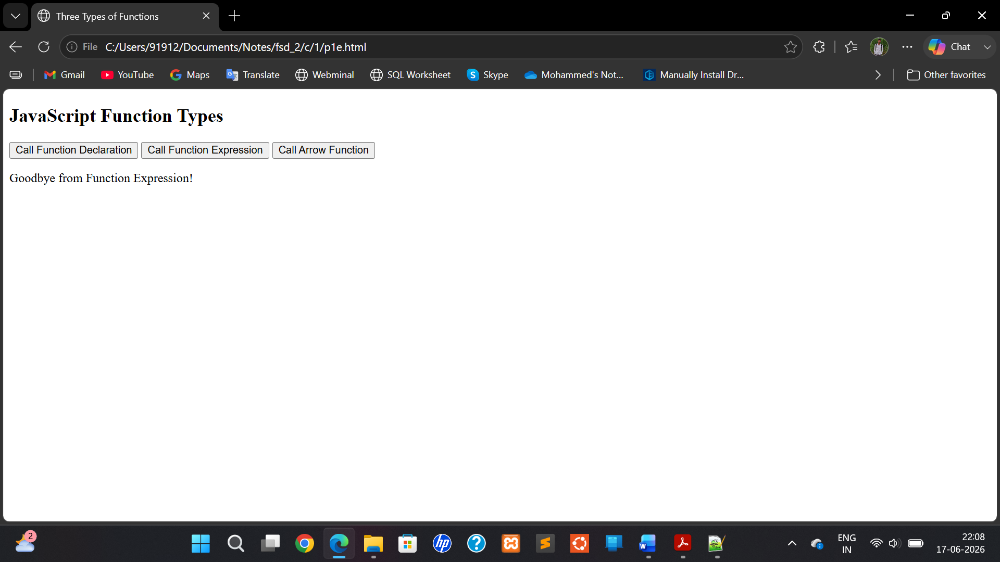 Three Types of Functions
File C:/Users/91912/Documents/Notes/fsd_2/c/1/p1e.html
Chat
Gmail YouTube Maps Translate Webminal SQL Worksheet Skype Mohammed's Not... Manually Install Dr... Other favorites
JavaScript Function Types
Call Function Declaration Call Function Expression Call Arrow Function
Goodbye from Function Expression!
2
ENG
IN
22:08
17-06-2026